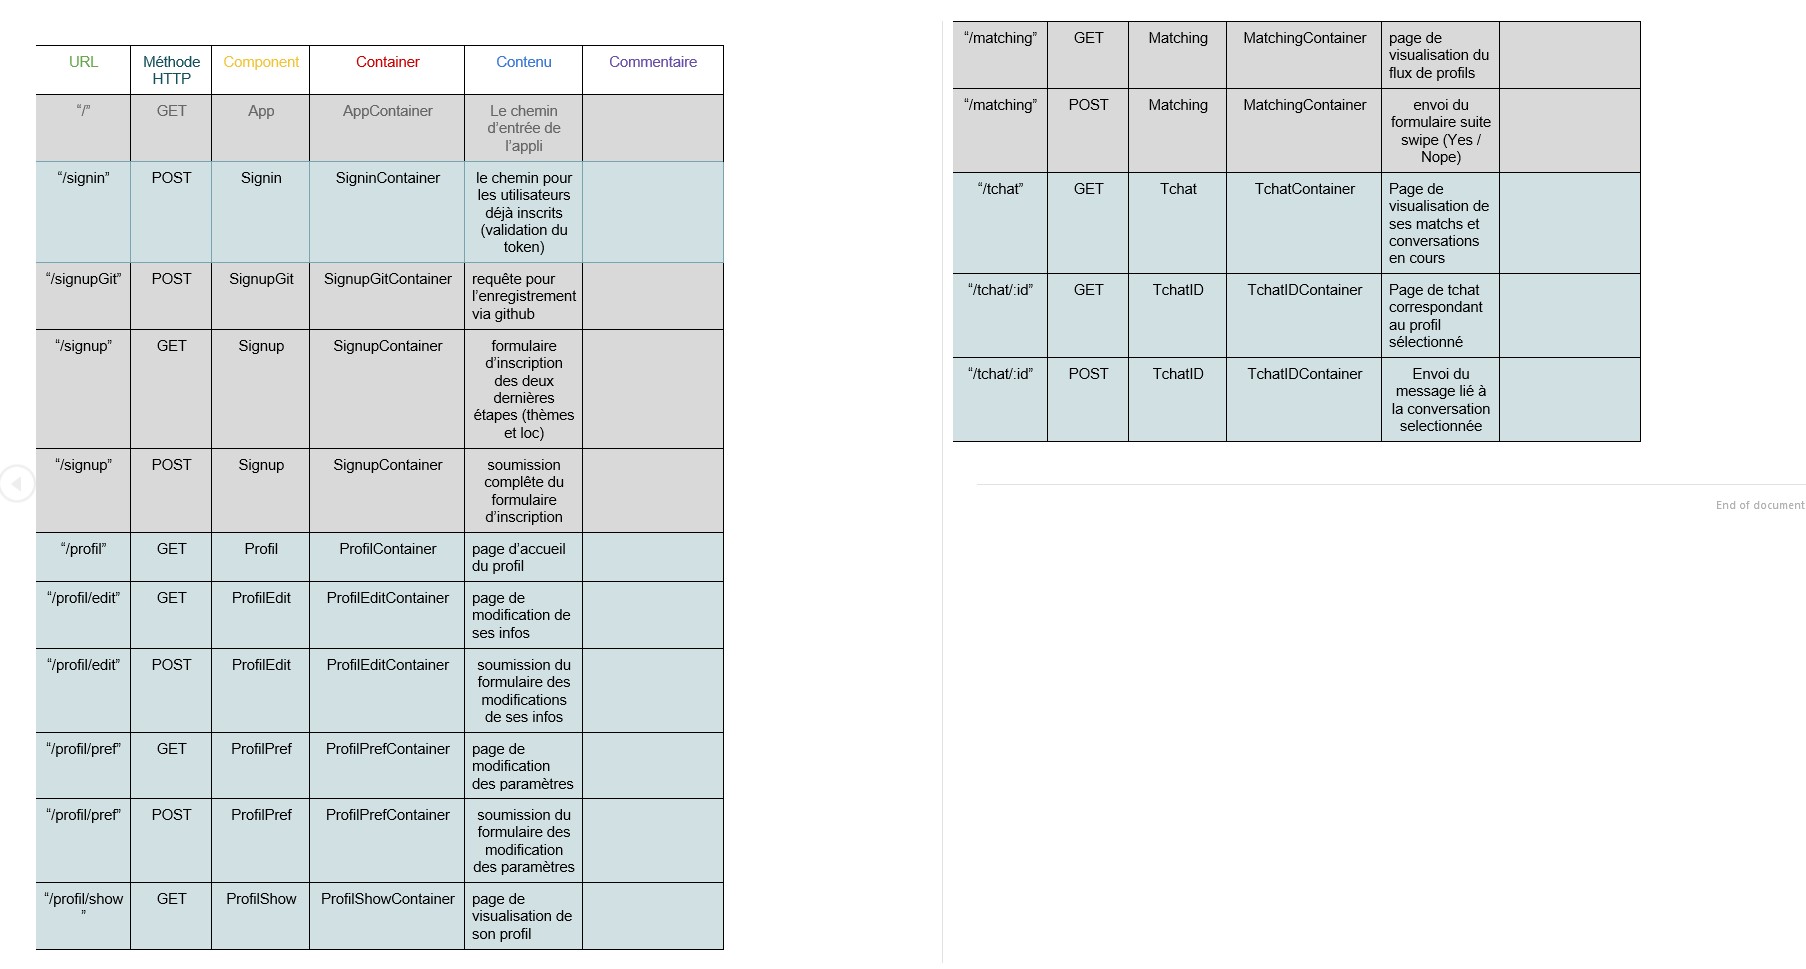 URL
Méthode
HTTP
Component
Container
Contenu
Commentaire
“/”
GET
App
AppContainer
Le chemin
d’entrée de
l’appli
“/signin”
POST
Signin
SigninContainer
le chemin pour
les utilisateurs
déjà inscrits
(validation du
token)
“/signupGit”
POST
SignupGit
SignupGitContainer
requête pour
l’enregistrement
via github
“/signup”
GET
Signup
SignupContainer
formulaire
d’inscription
des deux
dernières
étapes (thèmes
et loc)
“/signup”
POST
Signup
SignupContainer
soumission
complête du
formulaire
d’inscription
“/profil”
GET
Profil
ProfilContainer
page d’accueil
du profil
“/profil/edit”
GET
ProfilEdit
ProfilEditContainer
page de
modification de
ses infos
“/profil/edit”
POST
ProfilEdit
ProfilEditContainer
soumission du
formulaire des
modifications
de ses infos
“/profil/pref”
GET
ProfilPref
ProfilPrefContainer
page de
modification
des paramètres
“/profil/pref”
POST
ProfilPref
ProfilPrefContainer
soumission du
formulaire des
modification
des paramètres
“/profil/show
”
GET
ProfilShow
ProfilShowContainer
page de
visualisation de
son profil
“/matching”
GET
Matching
MatchingContainer
page de
visualisation du
flux de profils
“/matching”
POST
Matching
MatchingContainer
envoi du
formulaire suite
swipe (Yes /
Nope)
“/tchat”
GET
Tchat
TchatContainer
Page de
visualisation de
ses matchs et
conversations
en cours
“/tchat/:id”
GET
TchatID
TchatIDContainer
Page de tchat
correspondant
au profil
sélectionné
“/tchat/:id”
POST
TchatID
TchatIDContainer
Envoi du
message lié à
la conversation
selectionnée
End of document